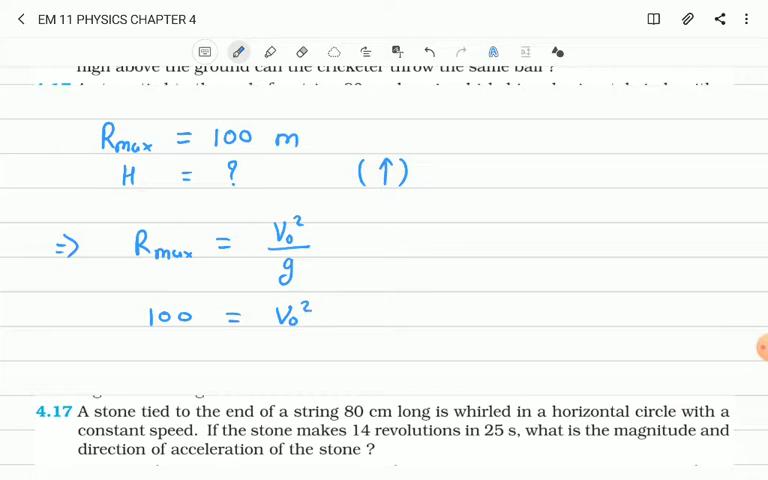 EM 11 PHYSICS CHAPTER 4
high above the ground can the cricketer throw the same ball ?
Rmax = 100 m
H = ? (↑)
=> Rmax = V₀²/g
100 = V₀²
4.17 A stone tied to the end of a string 80 cm long is whirled in a horizontal circle with a
constant speed. If the stone makes 14 revolutions in 25 s, what is the magnitude and
direction of acceleration of the stone ?